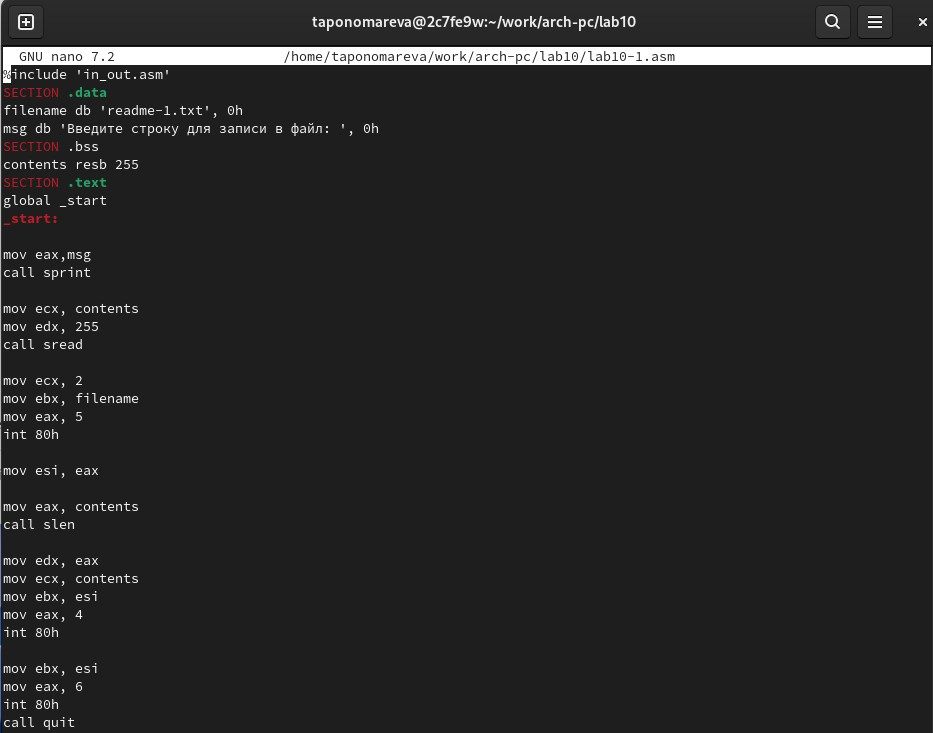 taponomareva@2c7fe9w:~/work/arch-pc/lab10
GNU nano 7.2 /home/taponomareva/work/arch-pc/lab10/lab10-1.asm
%include 'in_out.asm'
SECTION .data
filename db 'readme-1.txt', 0h
msg db 'Введите строку для записи в файл: ', 0h
SECTION .bss
contents resb 255
SECTION .text
global _start
_start:
mov eax,msg
call sprint
mov ecx, contents
mov edx, 255
call sread
mov ecx, 2
mov ebx, filename
mov eax, 5
int 80h
mov esi, eax
mov eax, contents
call slen
mov edx, eax
mov ecx, contents
mov ebx, esi
mov eax, 4
int 80h
mov ebx, esi
mov eax, 6
int 80h
call quit